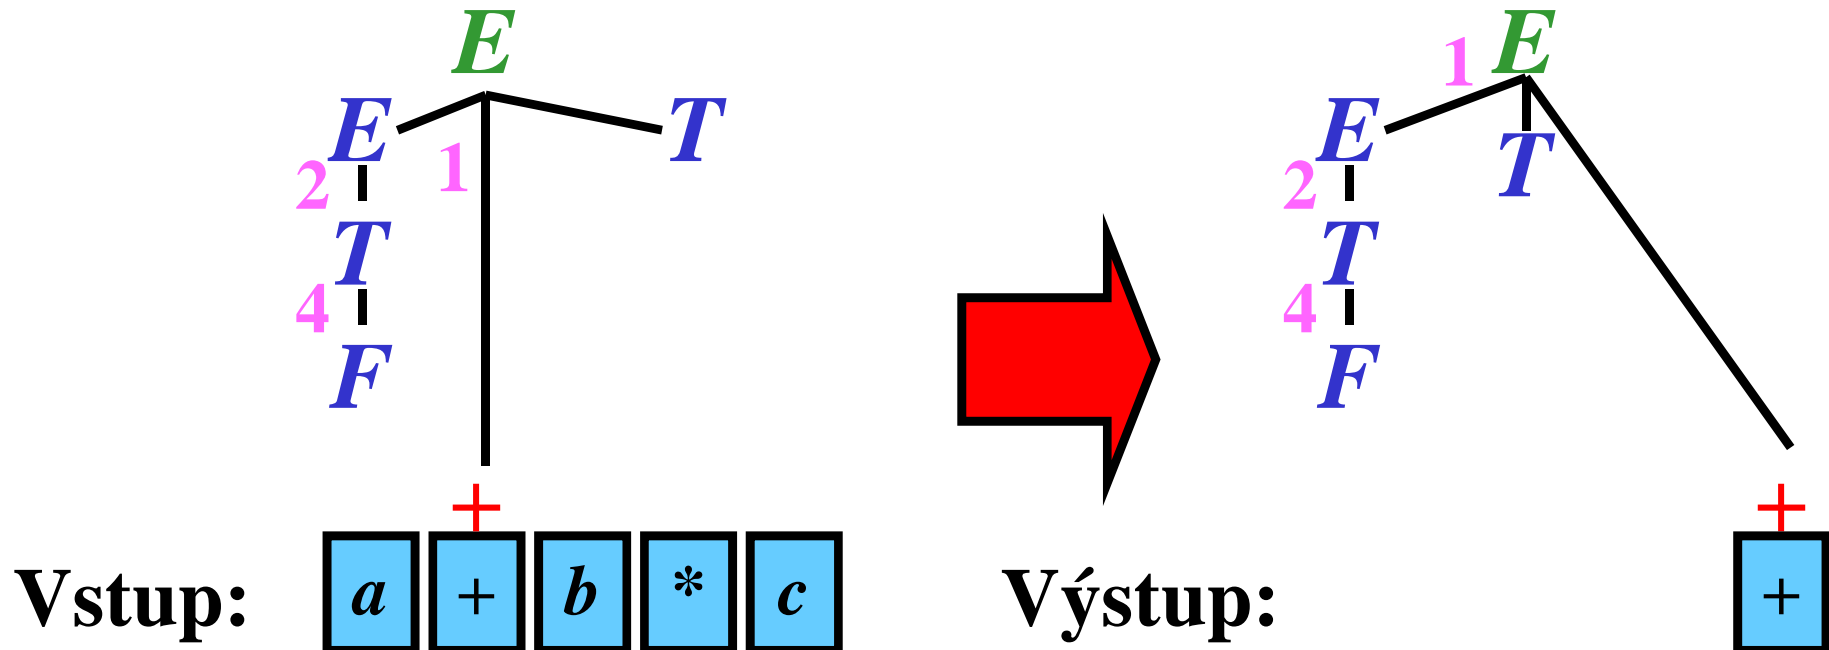 E 1 E
E T E
2 1 2 T
T T
4 4
F F
+ +
Vstup: a + b * c Výstup: +